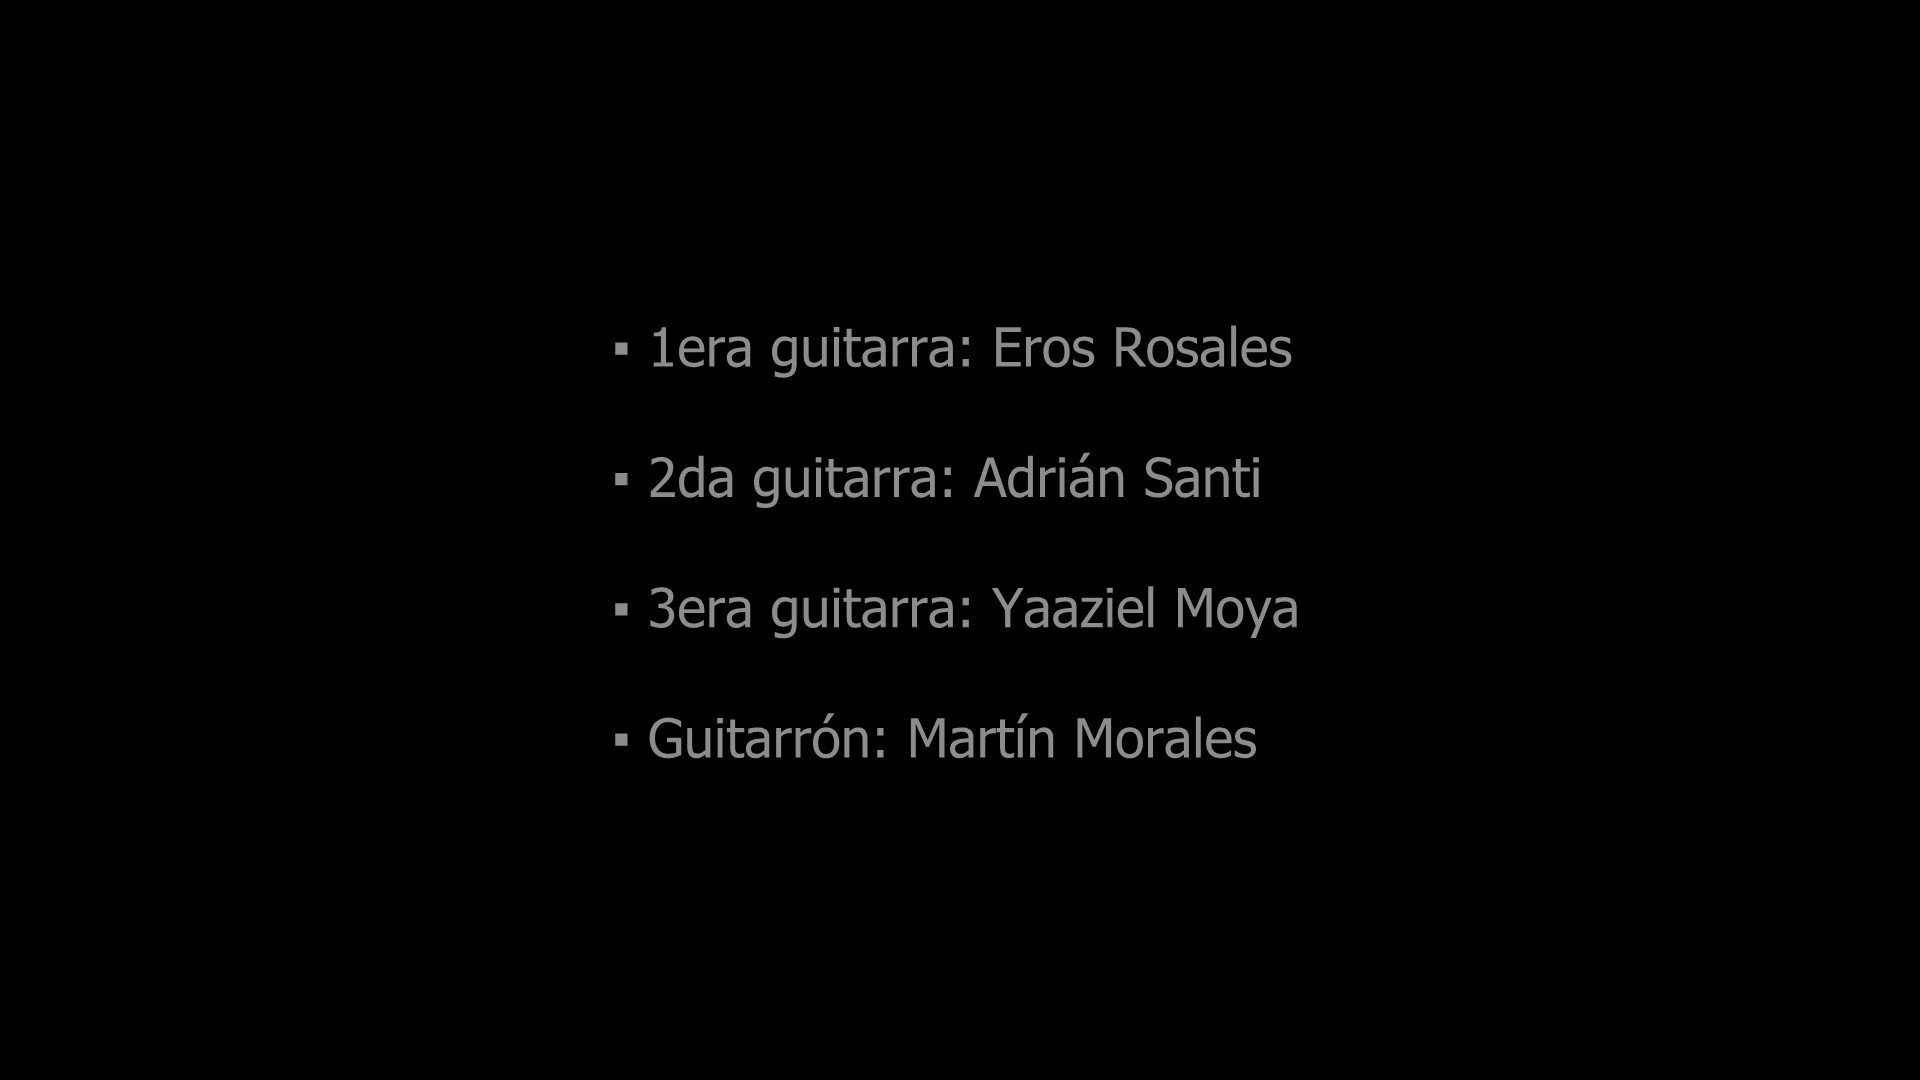 ▪ 1era guitarra: Eros Rosales
▪ 2da guitarra: Adrián Santi
▪ 3era guitarra: Yaaziel Moya
▪ Guitarrón: Martín Morales